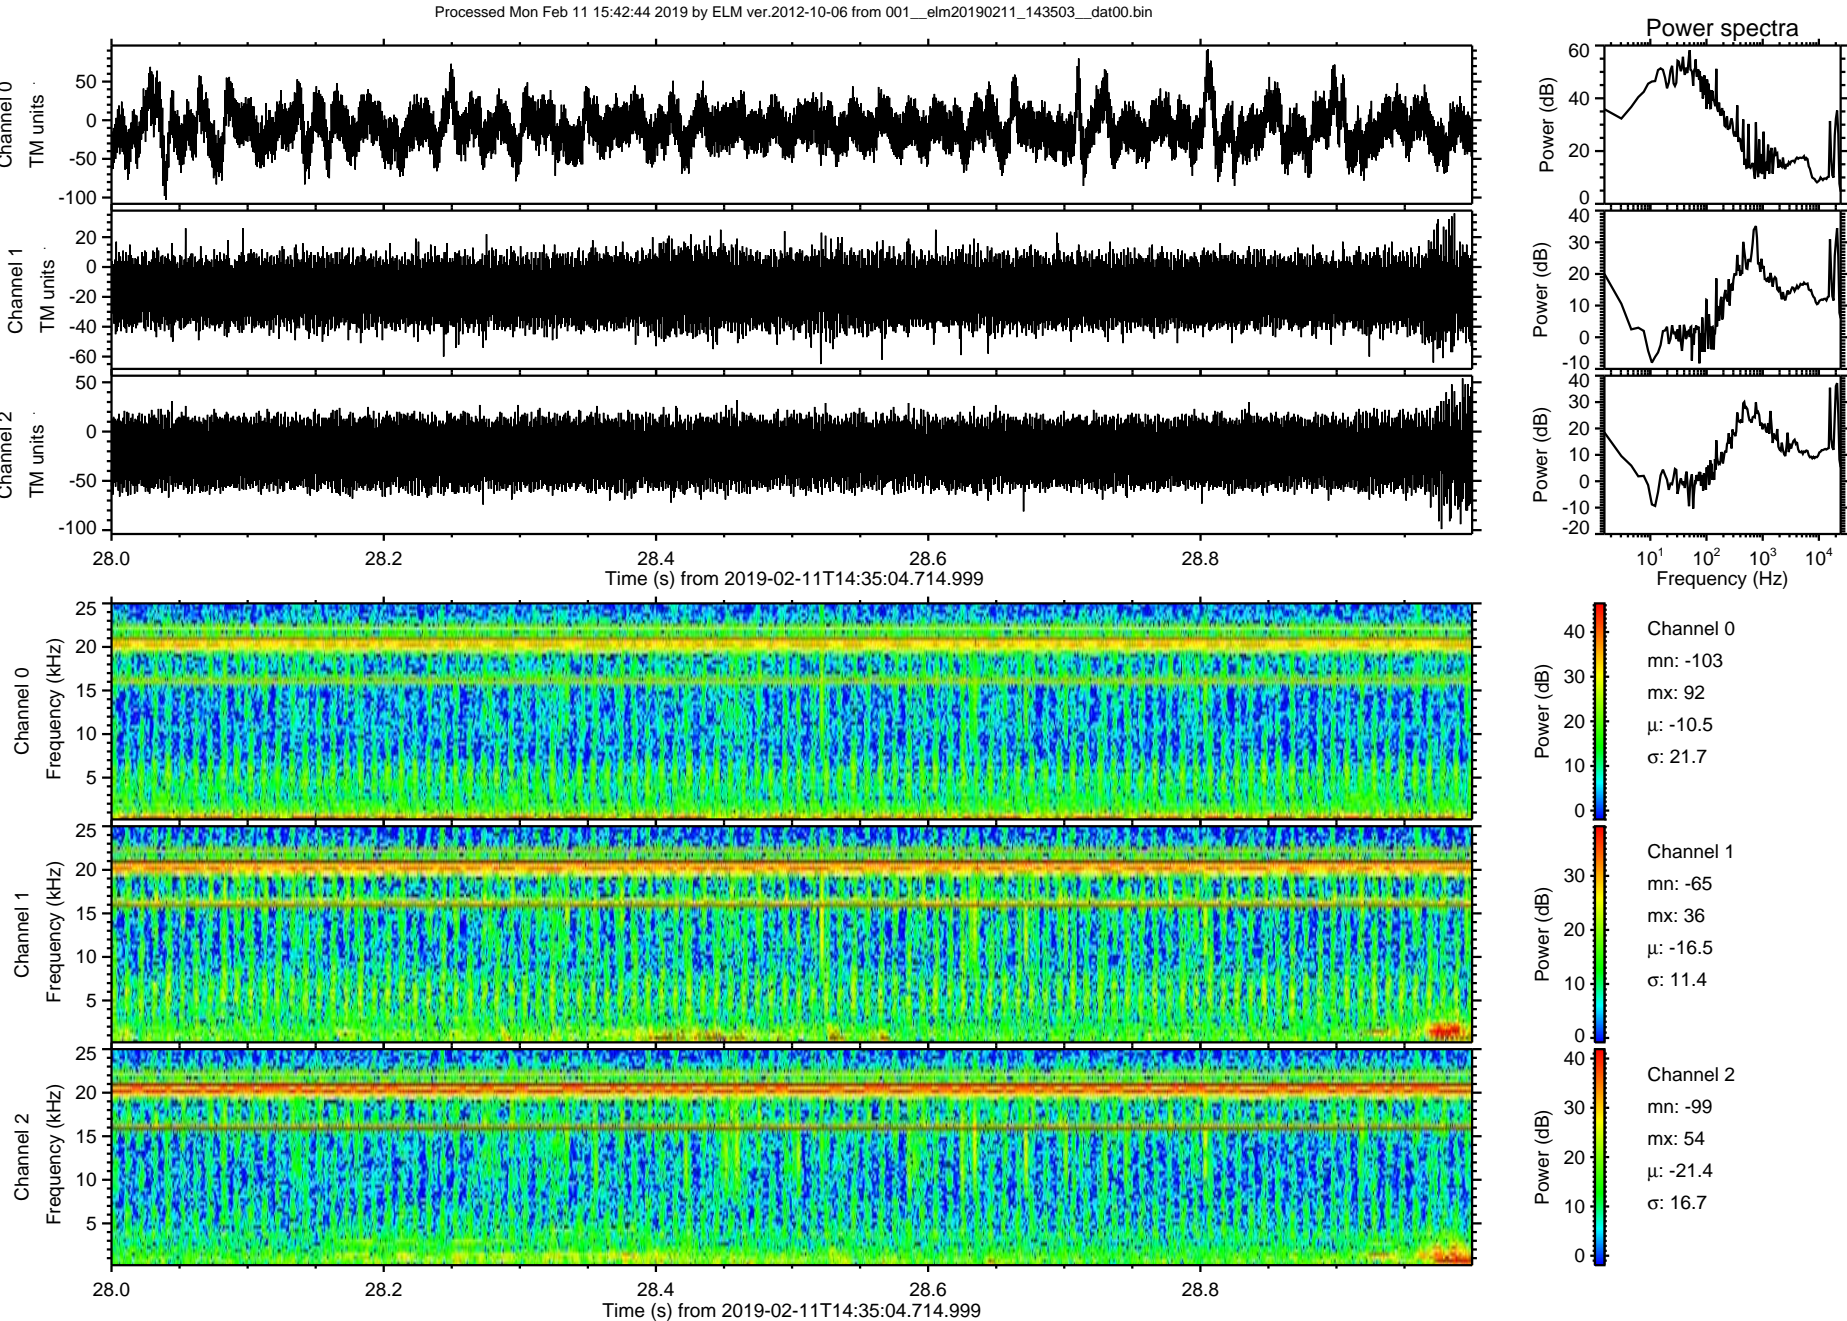 Processed Mon Feb 11 15:42:44 2019 by ELM ver.2012-10-06 from 001__elm20190211_143503__dat00.bin
Power spectra
Channel 0
TM units
50
0
-50
-100
Power (dB)
60
40
20
0
Channel 1
TM units
20
0
-20
-40
-60
Power (dB)
40
30
20
10
0
-10
Channel 2
TM units
50
0
-50
-100
Power (dB)
40
30
20
10
0
-10
-20
28.0 28.2 28.4 28.6 28.8
Time (s) from 2019-02-11T14:35:04.714.999
10¹ 10² 10³ 10⁴
Frequency (Hz)
Channel 0
Frequency (kHz)
25
20
15
10
5
Power (dB)
40
30
20
10
0
Channel 0
mn: -103
mx: 92
μ: -10.5
σ: 21.7
Channel 1
Frequency (kHz)
25
20
15
10
5
Power (dB)
30
20
10
0
Channel 1
mn: -65
mx: 36
μ: -16.5
σ: 11.4
Channel 2
Frequency (kHz)
25
20
15
10
5
Power (dB)
40
30
20
10
0
Channel 2
mn: -99
mx: 54
μ: -21.4
σ: 16.7
28.0 28.2 28.4 28.6 28.8
Time (s) from 2019-02-11T14:35:04.714.999